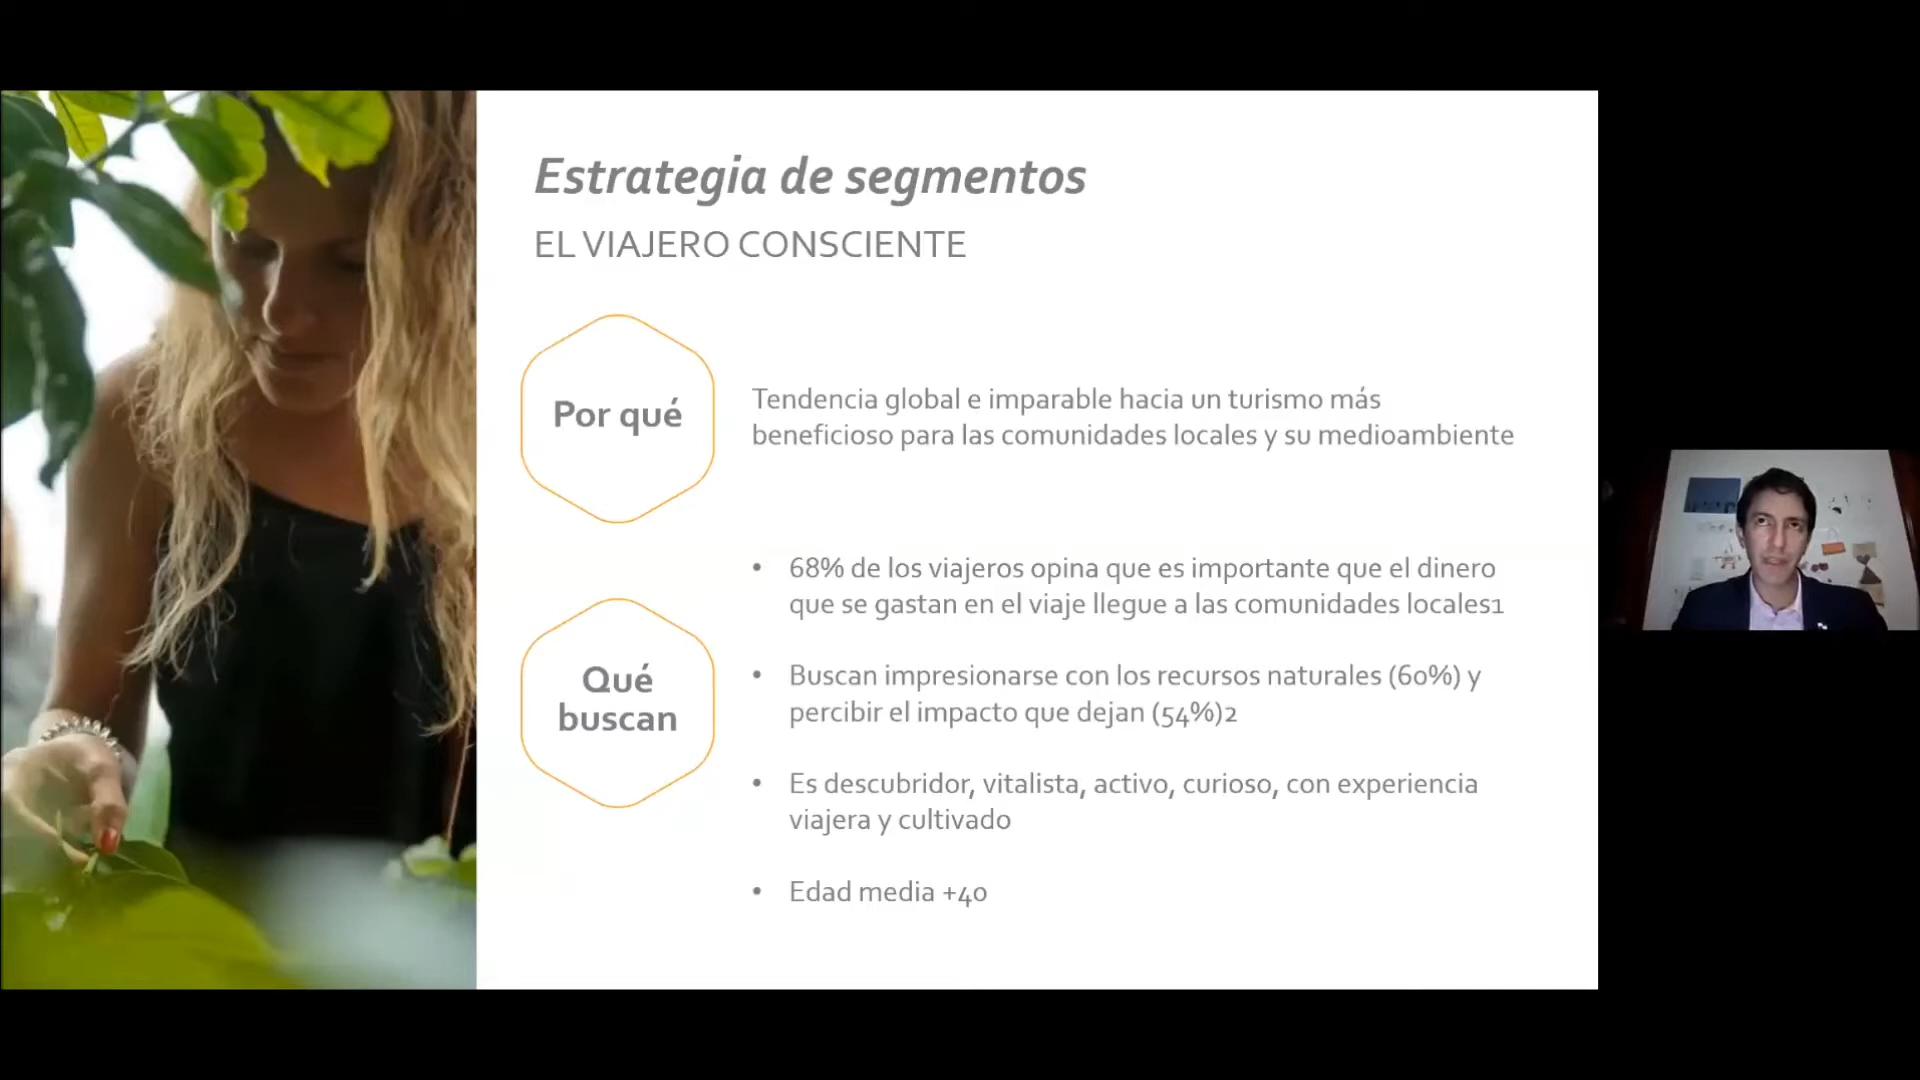 Estrategia de segmentos
EL VIAJERO CONSCIENTE
Por qué
Tendencia global e imparable hacia un turismo más
beneficioso para las comunidades locales y su medioambiente
Qué
buscan
• 68% de los viajeros opina que es importante que el dinero
que se gastan en el viaje llegue a las comunidades locales1
• Buscan impresionarse con los recursos naturales (60%) y
percibir el impacto que dejan (54%)2
• Es descubridor, vitalista, activo, curioso, con experiencia
viajera y cultivado
• Edad media +40